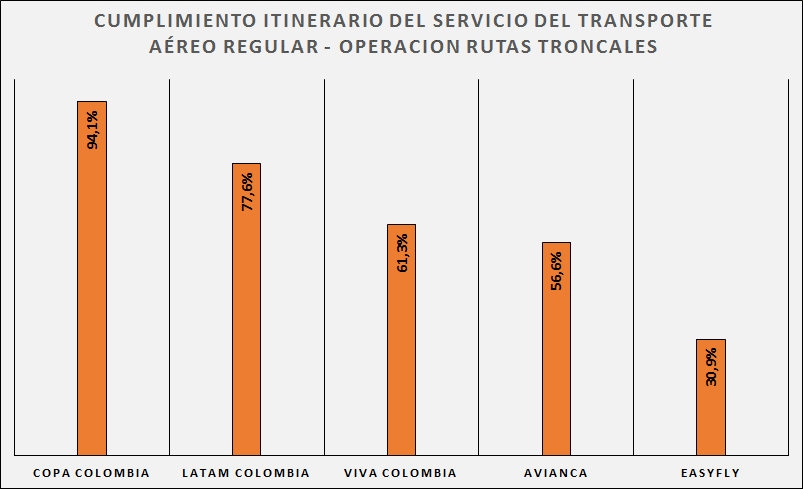 CUMPLIMIENTO ITINERARIO DEL SERVICIO DEL TRANSPORTE
AÉREO REGULAR - OPERACION RUTAS TRONCALES
94,1%
77,6%
61,3%
56,6%
30,9%
COPA COLOMBIA
LATAM COLOMBIA
VIVA COLOMBIA
AVIANCA
EASYFLY